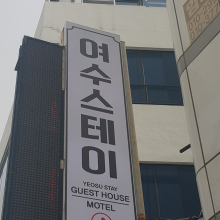 여수스테이
YEOSU STAY
GUEST HOUSE
MOTEL